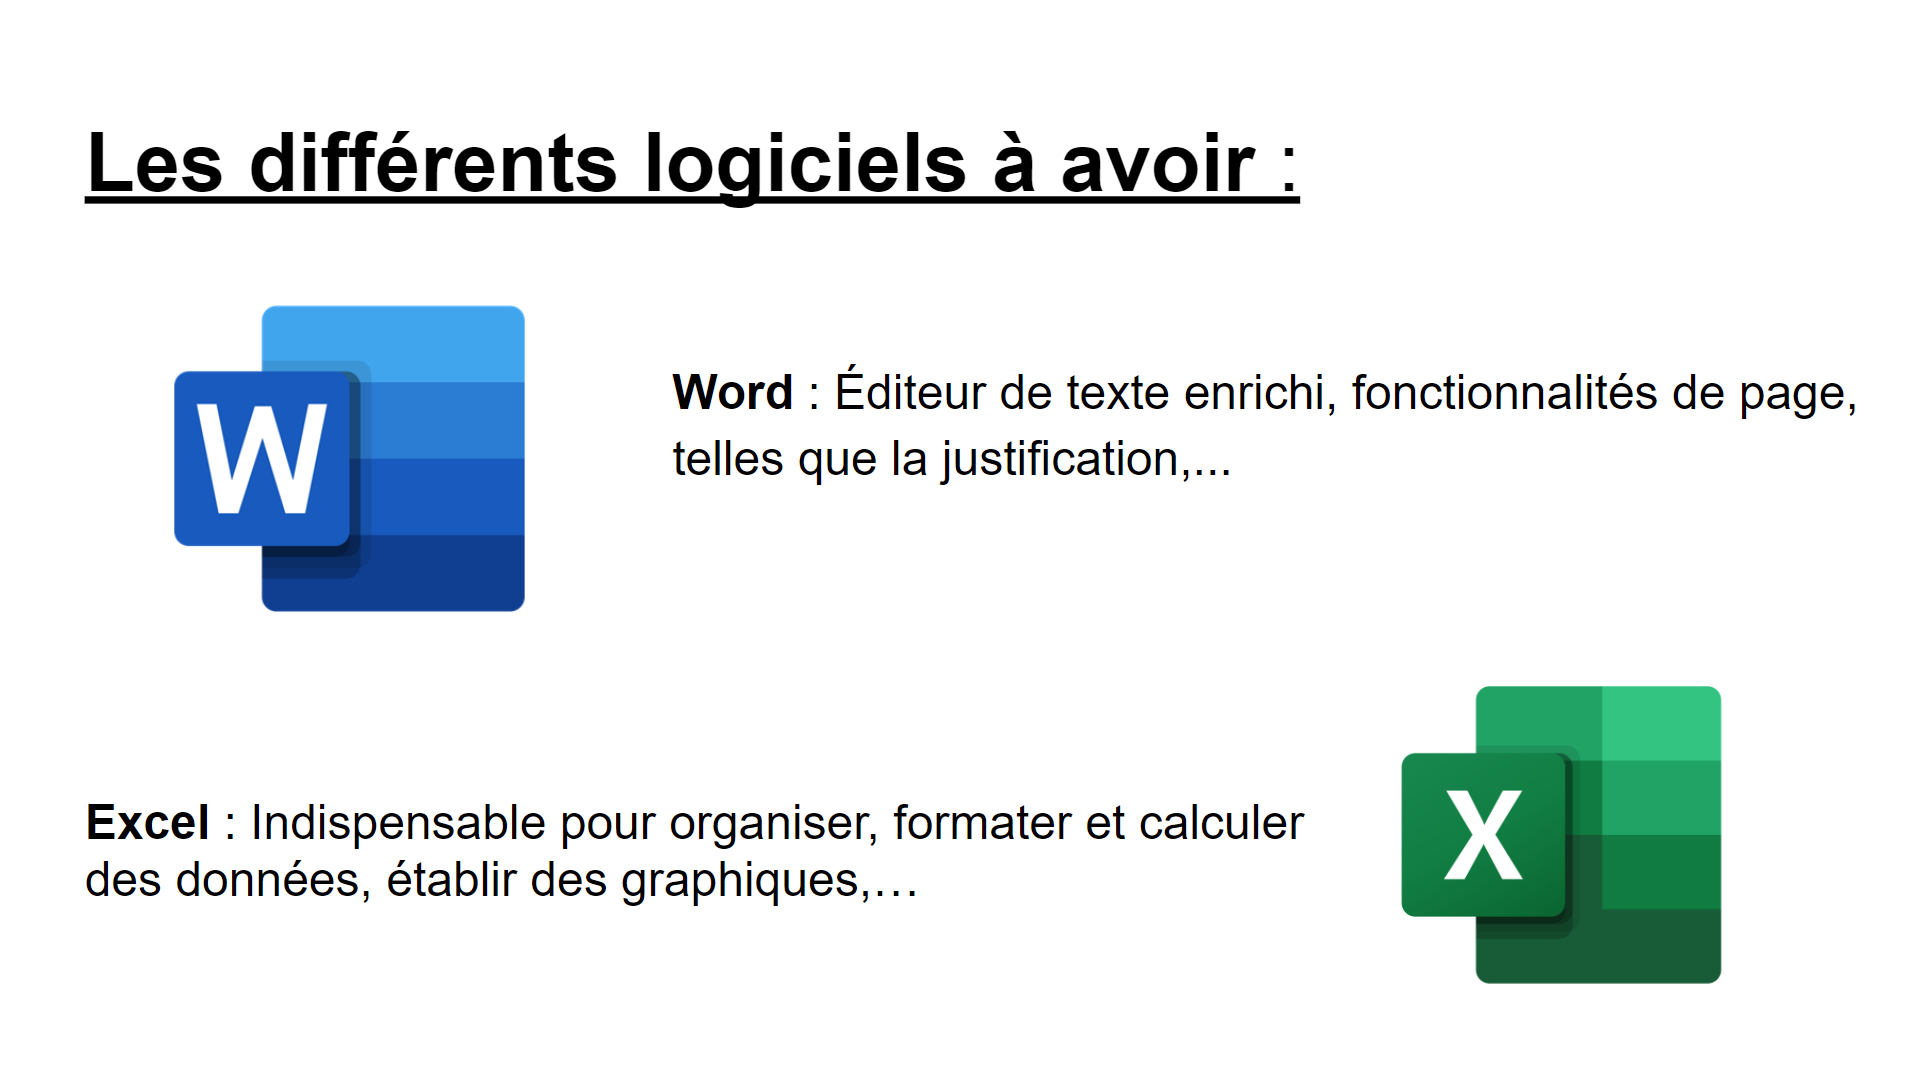 Les différents logiciels à avoir :
W
Word : Éditeur de texte enrichi, fonctionnalités de page,
telles que la justification,...
Excel : Indispensable pour organiser, formater et calculer
des données, établir des graphiques,…
X